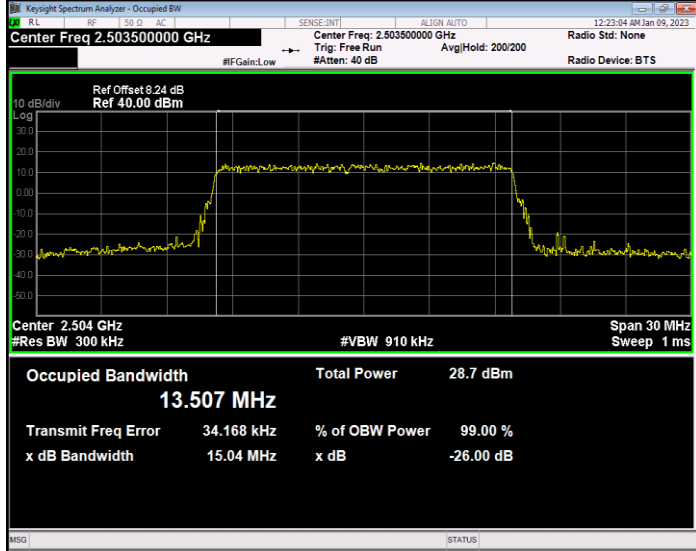 Keysight Spectrum Analyzer - Occupied BW
RL RF 50 Ω AC SENSE:INT ALIGN AUTO 12:23:04 AM Jan 09, 2023
Center Freq 2.503500000 GHz Center Freq: 2.503500000 GHz Radio Std: None
Trig: Free Run Avg|Hold: 200/200
#IFGain:Low #Atten: 40 dB Radio Device: BTS
Ref Offset 8.24 dB
10 dB/div Ref 40.00 dBm
Log
30.0
20.0
10.0
0.00
-10.0
-20.0
-30.0
-40.0
-50.0
Center 2.504 GHz Span 30 MHz
#Res BW 300 kHz #VBW 910 kHz Sweep 1 ms
Occupied Bandwidth Total Power 28.7 dBm
13.507 MHz
Transmit Freq Error 34.168 kHz % of OBW Power 99.00 %
x dB Bandwidth 15.04 MHz x dB -26.00 dB
MSG STATUS